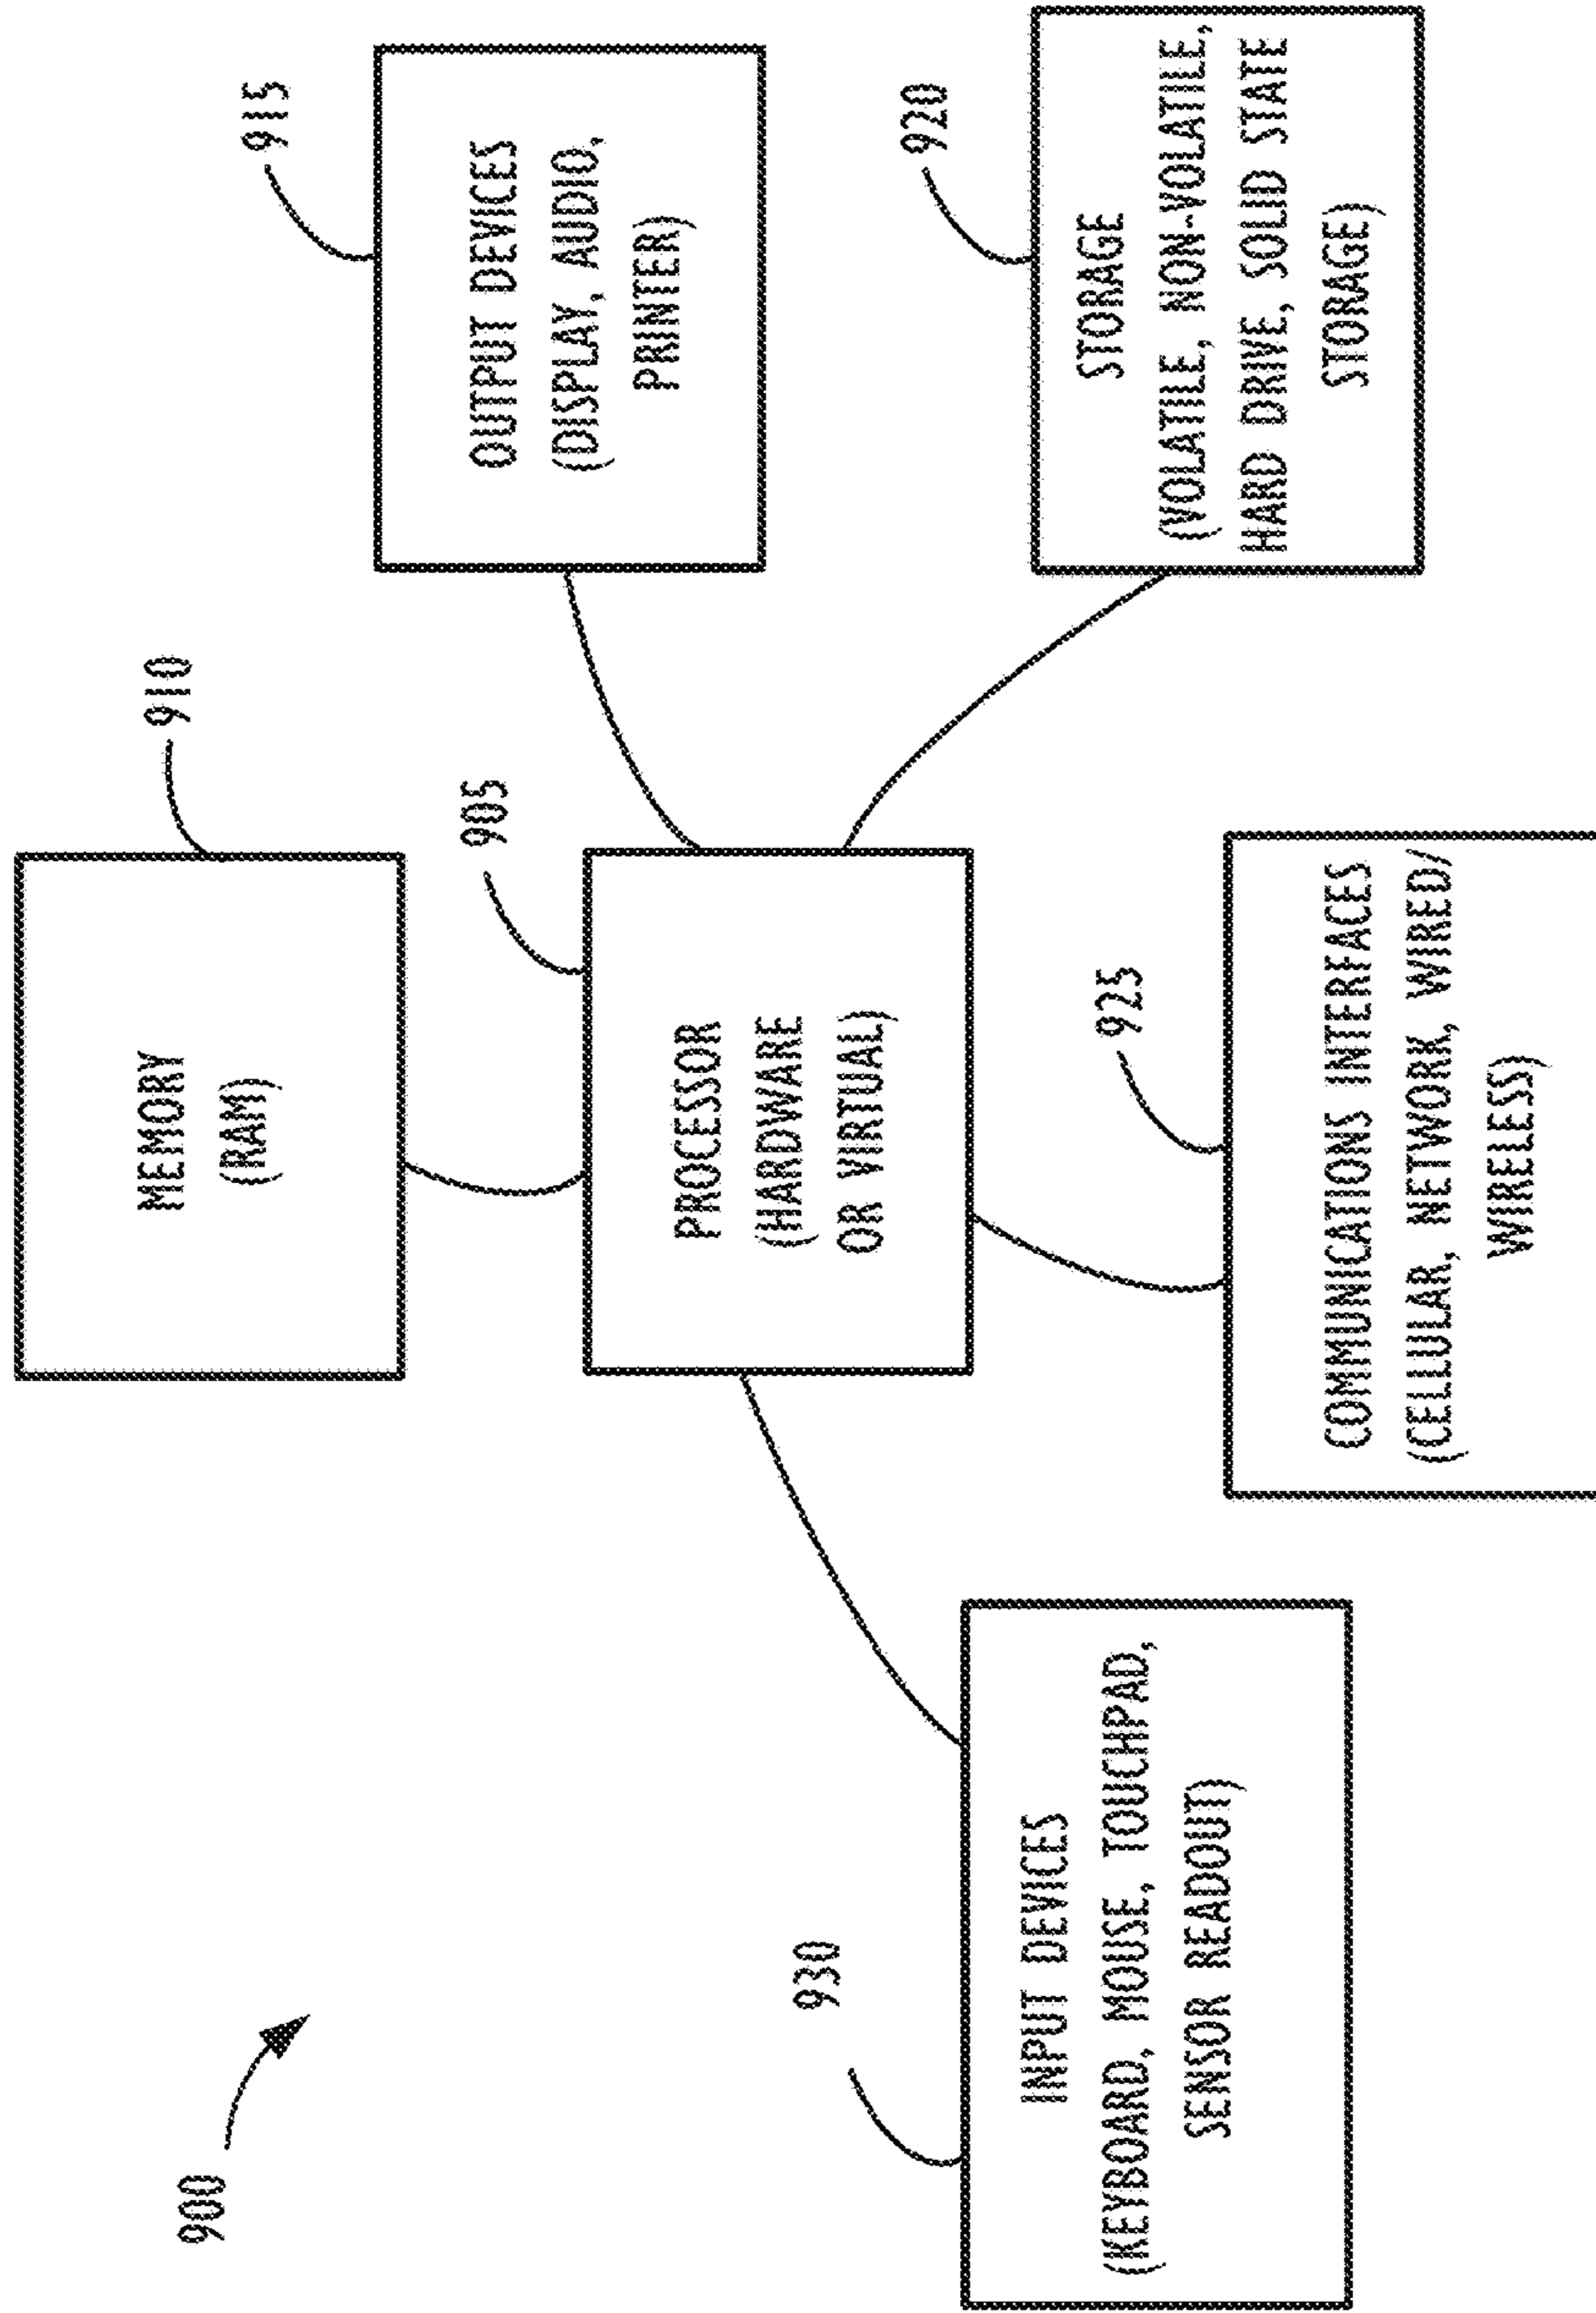 900
910
MEMORY
(RAM)
915
OUTPUT DEVICES
(DISPLAY, AUDIO,
PRINTER)
905
PROCESSOR
(HARDWARE
OR VIRTUAL)
930
INPUT DEVICES
(KEYBOARD, MOUSE, TOUCHPAD,
SENSOR READOUT)
920
STORAGE
(VOLATILE, NON-VOLATILE,
HARD DRIVE, SOLID STATE
STORAGE)
925
COMMUNICATIONS INTERFACES
(CELLULAR, NETWORK, WIRED/
WIRELESS)